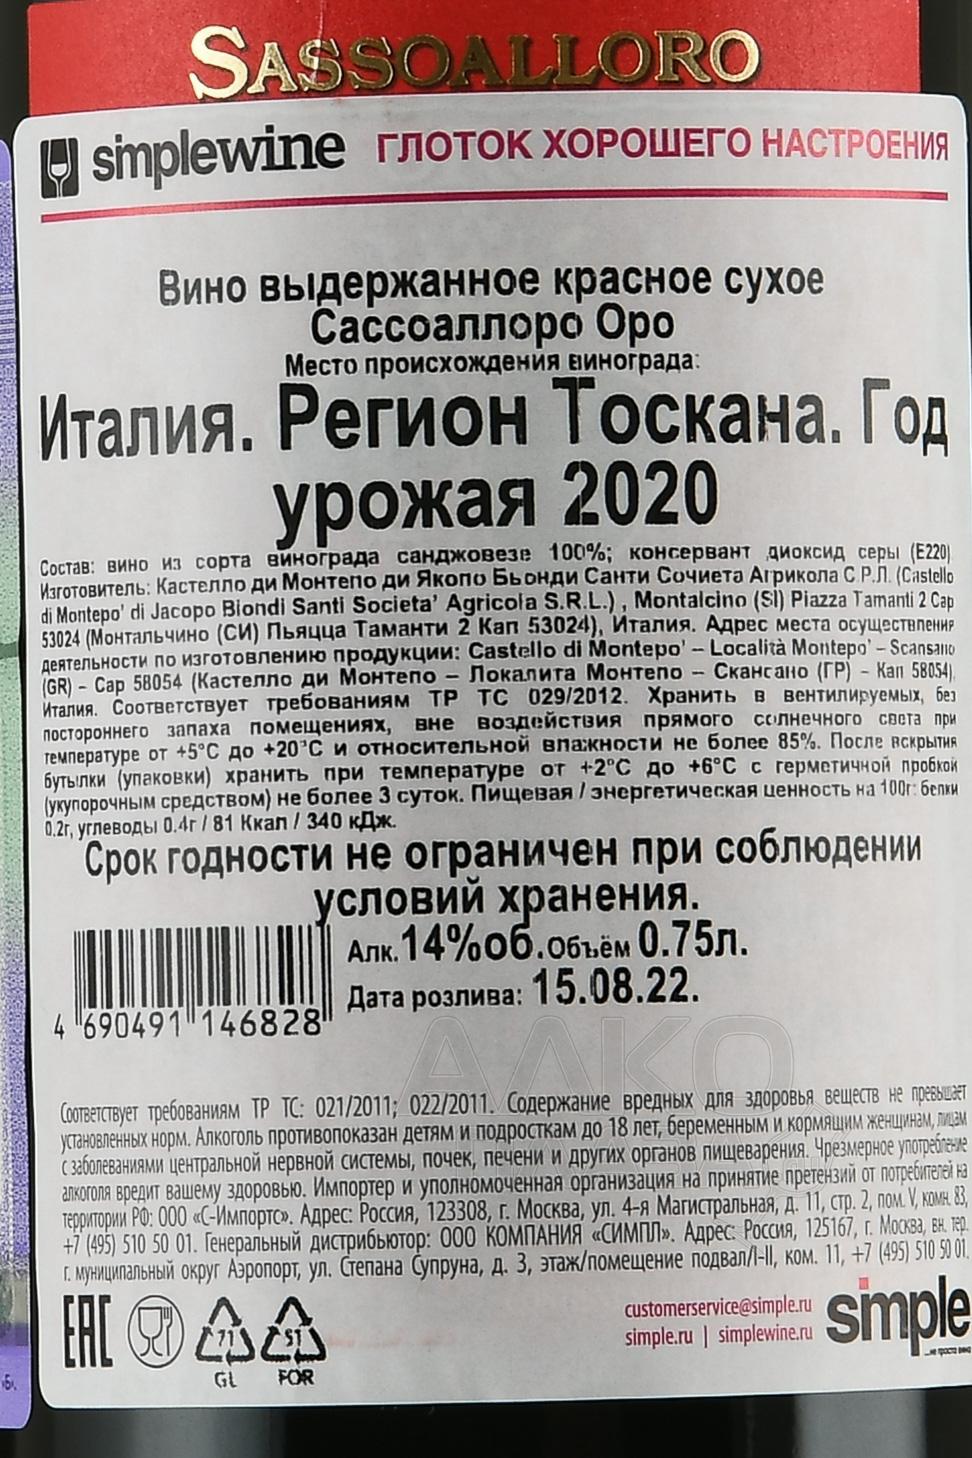 SASSOALLORO
simplewine ГЛОТОК ХОРОШЕГО НАСТРОЕНИЯ
Вино выдержанное красное сухое
Сассоаллоро Оро
Место происхождения винограда:
Италия. Регион Тоскана. Год
урожая 2020
Состав: вино из сорта винограда санджовезе 100%; консервант диоксид серы (Е220)
Изготовитель: Кастелло ди Монтепо ди Якопо Бьонди Санти Сочиета Агрикола С.Р.Л. (Castello
di Montepo' di Jacopo Biondi Santi Societa' Agricola S.R.L.) , Montalcino (SI) Piazza Tamanti 2 Cap
53024 (Монтальчино (СИ) Пьяцца Таманти 2 Кап 53024), Италия. Адрес места осуществления
деятельности по изготовлению продукции: Castello di Montepo' – Località Montepo' – Scansano
(GR) – Cap 58054 (Кастелло ди Монтепо – Локалита Монтепо – Скансано (ГР) – Кап 58054),
Италия. Соответствует требованиям ТР ТС 029/2012. Хранить в вентилируемых, без
постороннего запаха помещениях, вне воздействия прямого солнечного света при
температуре от +5°С до +20°С и относительной влажности не более 85%. После вскрытия
бутылки (упаковки) хранить при температуре от +2°С до +6°С с герметичной пробкой
(укупорочным средством) не более 3 суток. Пищевая / энергетическая ценность на 100г: белки
0.2г, углеводы 0.4г / 81 Ккал / 340 кДж.
Срок годности не ограничен при соблюдении
условий хранения.
Алк.14%об.Объём 0.75л.
Дата розлива: 15.08.22.
4 690491 146828
АЛКО
Соответствует требованиям ТР ТС: 021/2011; 022/2011. Содержание вредных для здоровья веществ не превышает
установленных норм. Алкоголь противопоказан детям и подросткам до 18 лет, беременным и кормящим женщинам, лицам
с заболеваниями центральной нервной системы, почек, печени и других органов пищеварения. Чрезмерное употребление
алкоголя вредит вашему здоровью. Импортер и уполномоченная организация на принятие претензий от потребителей на
территории РФ: ООО «С-Импортс». Адрес: Россия, 123308, г. Москва, ул. 4-я Магистральная, д. 11, стр. 2, пом. V, комн. 83,
+7 (495) 510 50 01. Генеральный дистрибьютор: ООО КОМПАНИЯ «СИМПЛ». Адрес: Россия, 125167, г. Москва, вн. тер.
г. муниципальный округ Аэропорт, ул. Степана Супруна, д. 3, этаж/помещение подвал/I-II, ком. 11, +7 (495) 510 50 01.
EAC
71
GL
51
FOR
customerservice@simple.ru
simple.ru | simplewine.ru
simple
...не просто вина